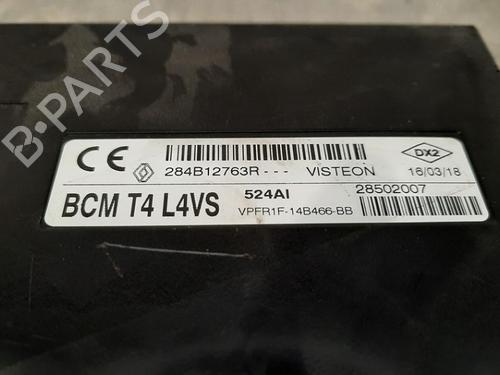 B-PARTS
CE
284B12763R--- VISTEON
DX2
16/03/18
BCM T4 L4VS
524AI
28502007
VPFR1F-14B466-BB